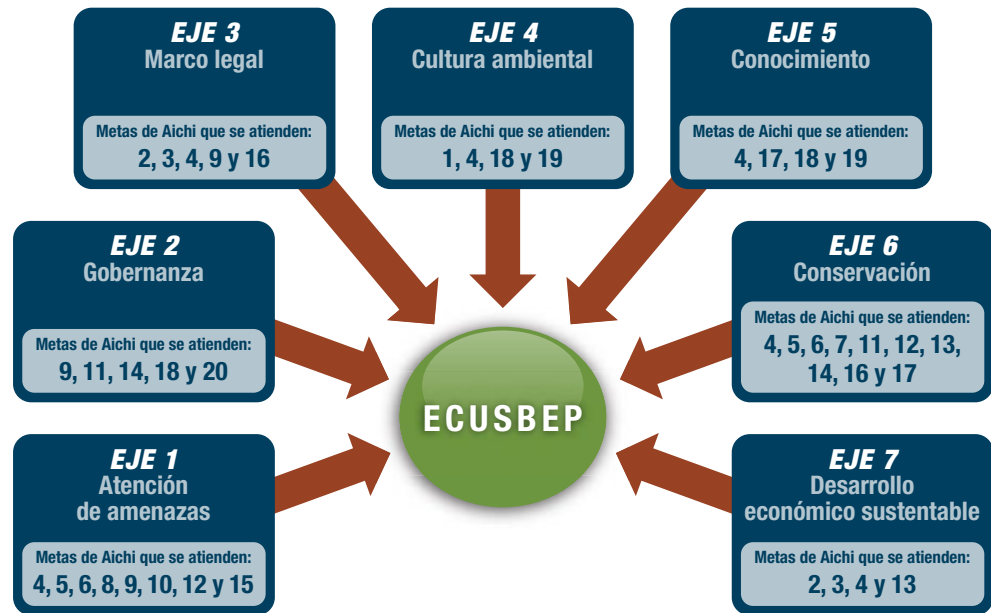 EJE 3
Marco legal
Metas de Aichi que se atienden:
2, 3, 4, 9 y 16
EJE 4
Cultura ambiental
Metas de Aichi que se atienden:
1, 4, 18 y 19
EJE 5
Conocimiento
Metas de Aichi que se atienden:
4, 17, 18 y 19
EJE 2
Gobernanza
Metas de Aichi que se atienden:
9, 11, 14, 18 y 20
EJE 6
Conservación
Metas de Aichi que se atienden:
4, 5, 6, 7, 11, 12, 13,
14, 16 y 17
ECUSBEP
EJE 1
Atención
de amenazas
Metas de Aichi que se atienden:
4, 5, 6, 8, 9, 10, 12 y 15
EJE 7
Desarrollo
económico sustentable
Metas de Aichi que se atienden:
2, 3, 4 y 13